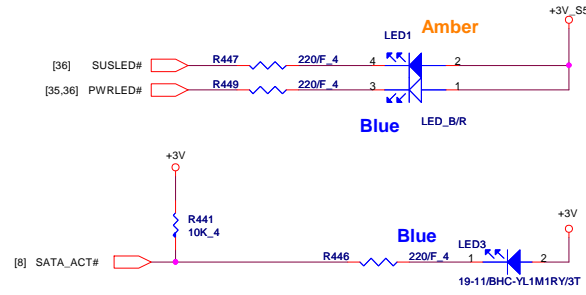 +3V_S5
LED1 Amber
[36] SUSLED# R447 220/F_4 4 2
[35,36] PWRLED# R449 220/F_4 3 1
Blue LED_B/R
+3V
R441
10K_4
+3V
Blue LED3
[8] SATA_ACT# R446 220/F_4 1 2
19-11/BHC-YL1M1RY/3T